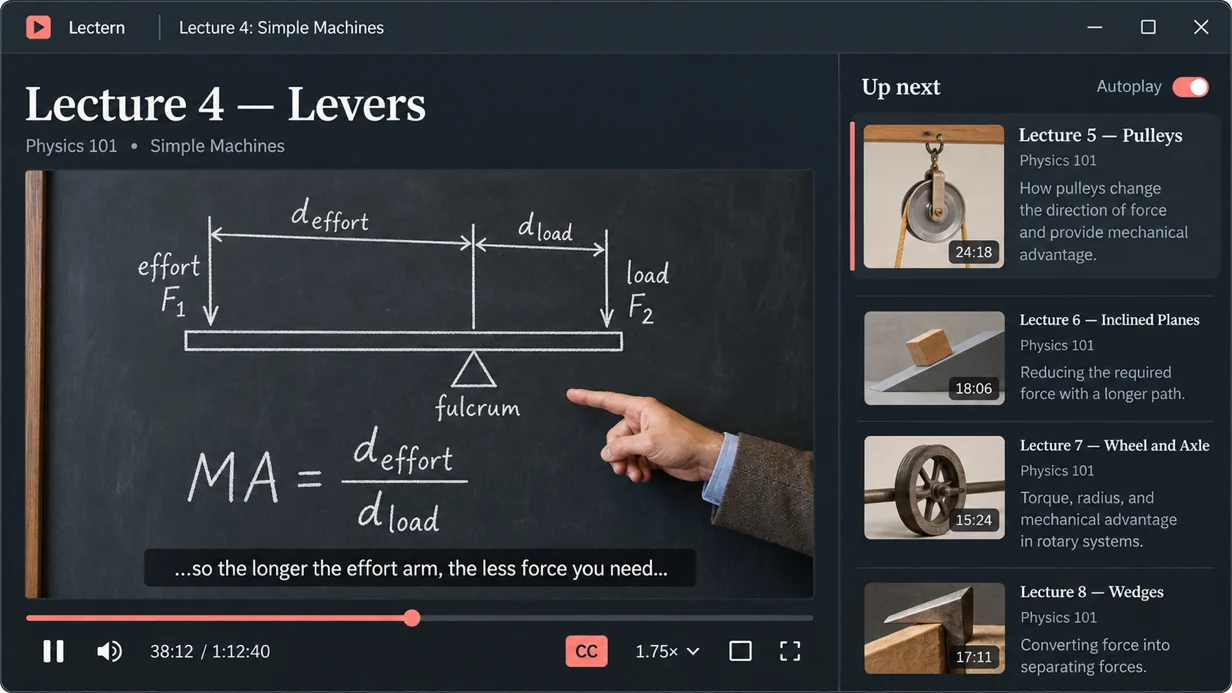 Lectern
Lecture 4: Simple Machines
Lecture 4 — Levers
Physics 101 • Simple Machines
d effort
d load
effort
F₁
load
F₂
fulcrum
MA = d effort / d load
...so the longer the effort arm, the less force you need...
38:12 / 1:12:40
CC
1.75×
Up next
Autoplay
24:18
Lecture 5 — Pulleys
Physics 101
How pulleys change
the direction of force
and provide mechanical
advantage.
18:06
Lecture 6 — Inclined Planes
Physics 101
Reducing the required
force with a longer path.
15:24
Lecture 7 — Wheel and Axle
Physics 101
Torque, radius, and
mechanical advantage
in rotary systems.
17:11
Lecture 8 — Wedges
Physics 101
Converting force into
separating forces.